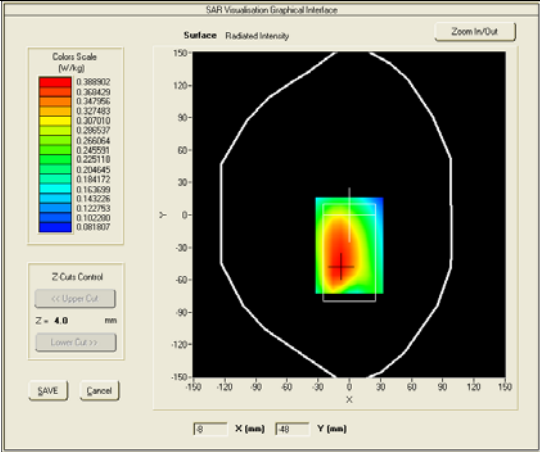 SAR Visualisation Graphical Interface
Surface Radiated Intensity
Zoom In/Out
Colors Scale
(W/kg)
0.388902
0.368429
0.347956
0.327483
0.307010
0.286537
0.266064
0.245591
0.225118
0.204645
0.184172
0.163699
0.143226
0.122753
0.102280
0.081807
Z-Cuts Control
<< Upper Cut
Z = 4.0 mm
Lower Cut >>
SAVE Cancel
150
120
90
60
30
0
-30
-60
-90
-120
-150
Y
-150 -120 -90 -60 -30 0 30 60 90 120 150
X
-8 X (mm) -48 Y (mm)